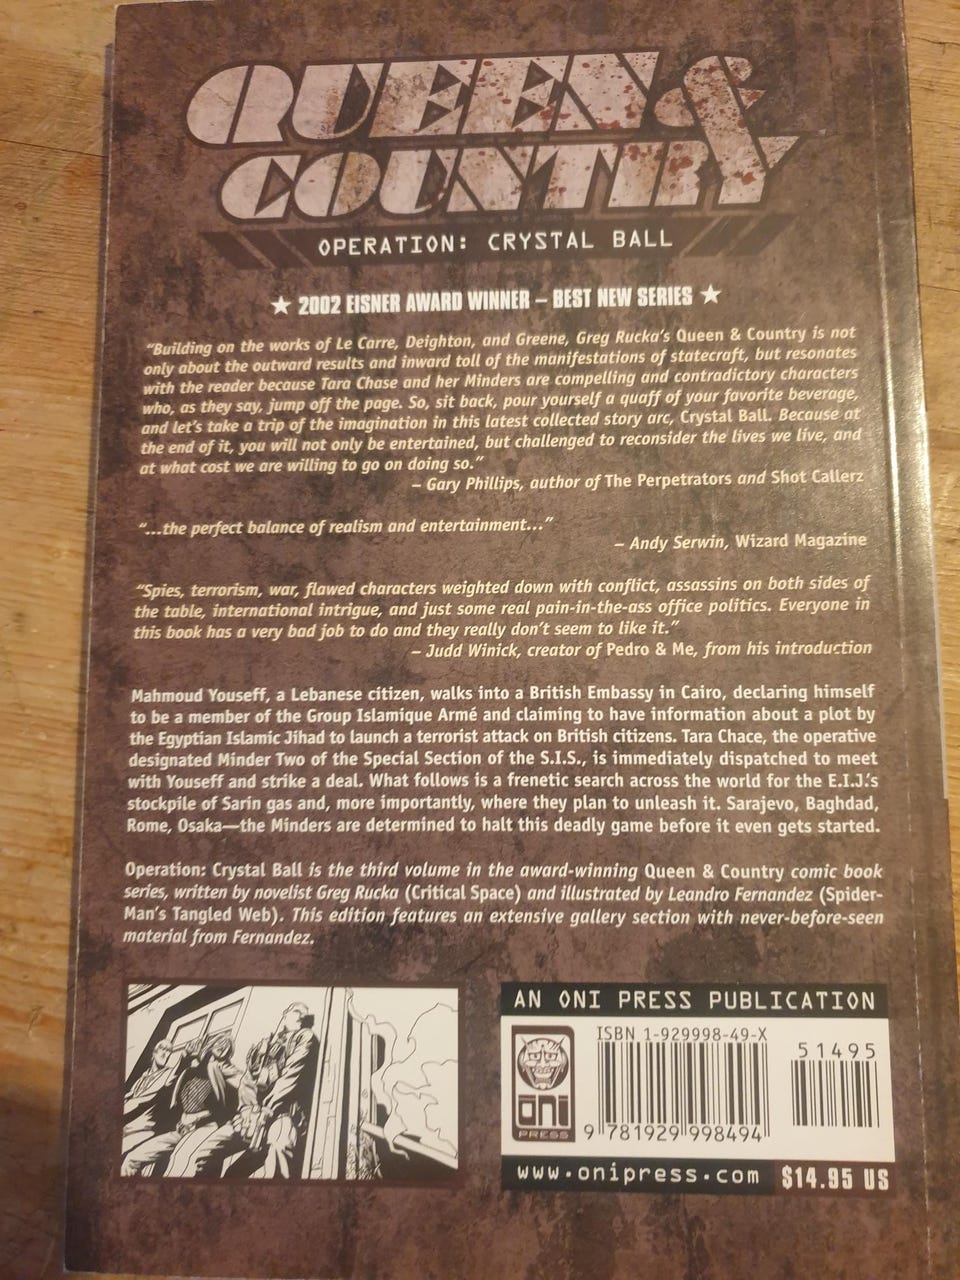 QUEEN &
COUNTRY
OPERATION: CRYSTAL BALL
★ 2002 EISNER AWARD WINNER – BEST NEW SERIES ★
“Building on the works of Le Carre, Deighton, and Greene, Greg Rucka’s Queen & Country is not
only about the outward results and inward toll of the manifestations of statecraft, but resonates
with the reader because Tara Chase and her Minders are compelling and contradictory characters
who, as they say, jump off the page. So, sit back, pour yourself a quaff of your favorite beverage,
and let’s take a trip of the imagination in this latest collected story arc, Crystal Ball. Because at
the end of it, you will not only be entertained, but challenged to reconsider the lives we live, and
at what cost we are willing to go on doing so.”
– Gary Phillips, author of The Perpetrators and Shot Callerz
“...the perfect balance of realism and entertainment...”
– Andy Serwin, Wizard Magazine
“Spies, terrorism, war, flawed characters weighted down with conflict, assassins on both sides of
the table, international intrigue, and just some real pain-in-the-ass office politics. Everyone in
this book has a very bad job to do and they really don’t seem to like it.”
– Judd Winick, creator of Pedro & Me, from his introduction
Mahmoud Youseff, a Lebanese citizen, walks into a British Embassy in Cairo, declaring himself
to be a member of the Group Islamique Armé and claiming to have information about a plot by
the Egyptian Islamic Jihad to launch a terrorist attack on British citizens. Tara Chace, the operative
designated Minder Two of the Special Section of the S.I.S., is immediately dispatched to meet
with Youseff and strike a deal. What follows is a frenetic search across the world for the E.I.J.’s
stockpile of Sarin gas and, more importantly, where they plan to unleash it. Sarajevo, Baghdad,
Rome, Osaka—the Minders are determined to halt this deadly game before it even gets started.
Operation: Crystal Ball is the third volume in the award-winning Queen & Country comic book
series, written by novelist Greg Rucka (Critical Space) and illustrated by Leandro Fernandez (Spider-
Man’s Tangled Web). This edition features an extensive gallery section with never-before-seen
material from Fernandez.
AN ONI PRESS PUBLICATION
ISBN 1-929998-49-X
51495
ōni
PRESS
9 781929 998494
www.onipress.com
$14.95 US